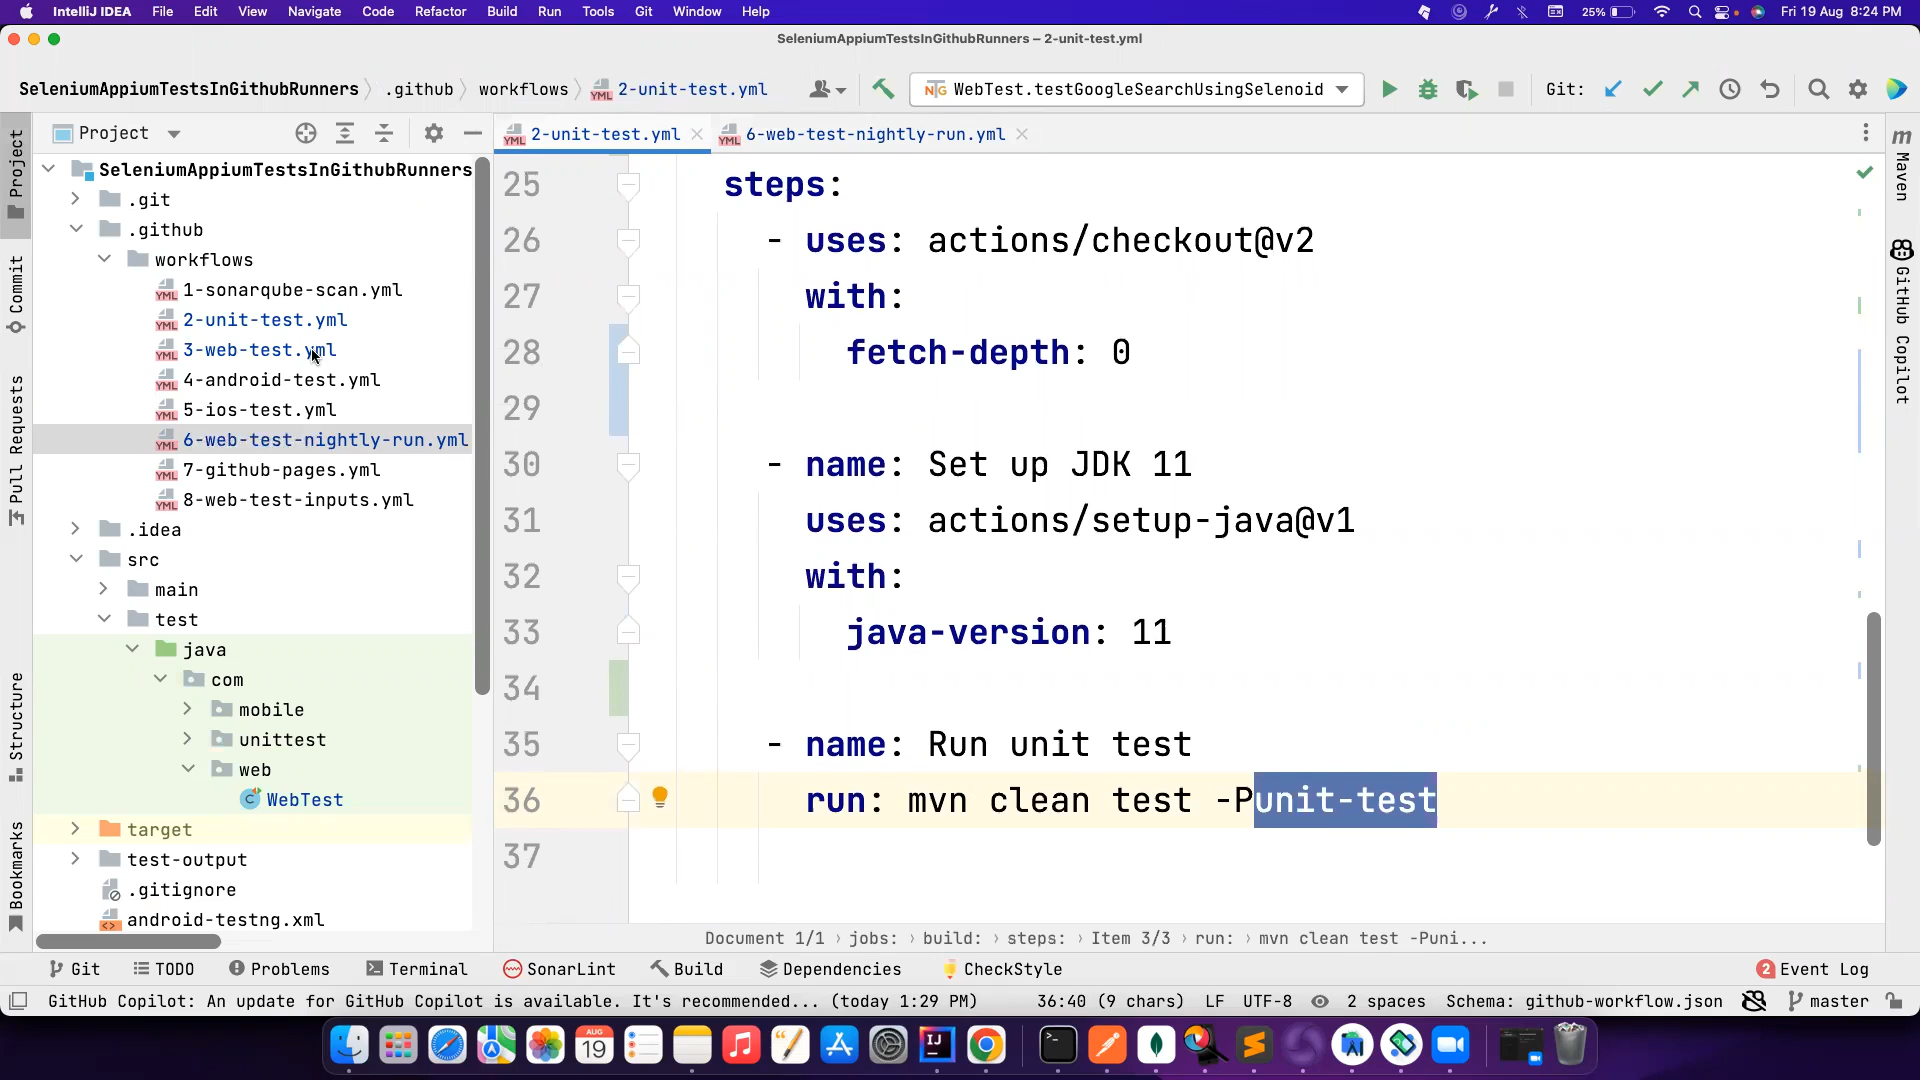 IntelliJ IDEA File Edit View Navigate Code Refactor Build Run Tools Git Window Help 25% Fri 19 Aug 8:24 PM
SeleniumAppiumTestsInGithubRunners – 2-unit-test.yml
SeleniumAppiumTestsInGithubRunners .github workflows 2-unit-test.yml WebTest.testGoogleSearchUsingSelenoid Git:
Project 2-unit-test.yml 6-web-test-nightly-run.yml
SeleniumAppiumTestsInGithubRunners
.git
.github
workflows
1-sonarqube-scan.yml
2-unit-test.yml
3-web-test.yml
4-android-test.yml
5-ios-test.yml
6-web-test-nightly-run.yml
7-github-pages.yml
8-web-test-inputs.yml
.idea
src
main
test
java
com
mobile
unittest
web
WebTest
target
test-output
.gitignore
android-testng.xml
25 steps:
26 - uses: actions/checkout@v2
27 with:
28 fetch-depth: 0
29
30 - name: Set up JDK 11
31 uses: actions/setup-java@v1
32 with:
33 java-version: 11
34
35 - name: Run unit test
36 run: mvn clean test -Punit-test
37
Document 1/1 › jobs: › build: › steps: › Item 3/3 › run: › mvn clean test -Puni...
Project
Commit
Pull Requests
Structure
Bookmarks
Maven
GitHub Copilot
Git TODO Problems Terminal SonarLint Build Dependencies CheckStyle 2 Event Log
GitHub Copilot: An update for GitHub Copilot is available. It's recommended... (today 1:29 PM) 36:40 (9 chars) LF UTF-8 2 spaces Schema: github-workflow.json master
AUG
19